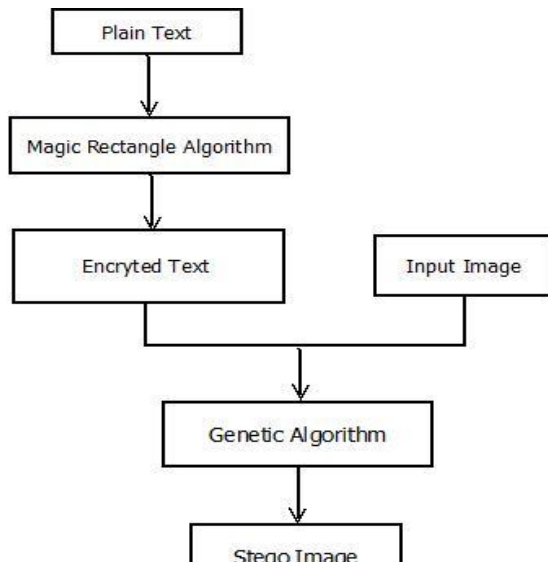 Plain Text
Magic Rectangle Algorithm
Encryted Text
Input Image
Genetic Algorithm
Stego Image